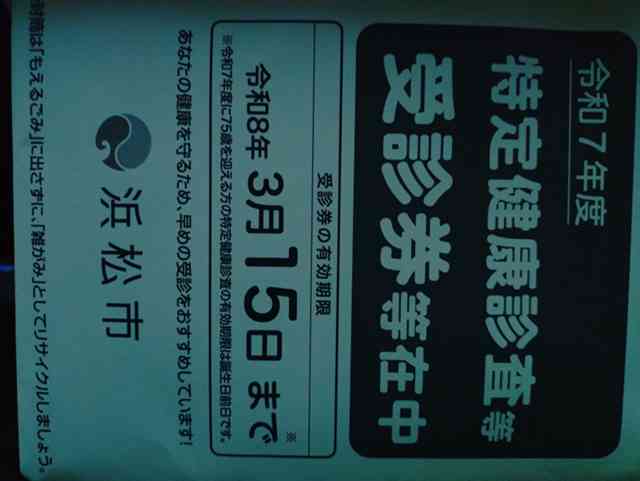 令和7年度
特定健康診査等
受診券等在中
受診券の有効期限
令和8年3月15日まで※
※令和7年度に75歳を迎える方の特定健康診査の有効期限は誕生日前日です。
あなたの健康を守るため、早めの受診をおすすめしています!
浜松市
封筒は「もえるごみ」に出さずに、「雑がみ」としてリサイクルしましょう。